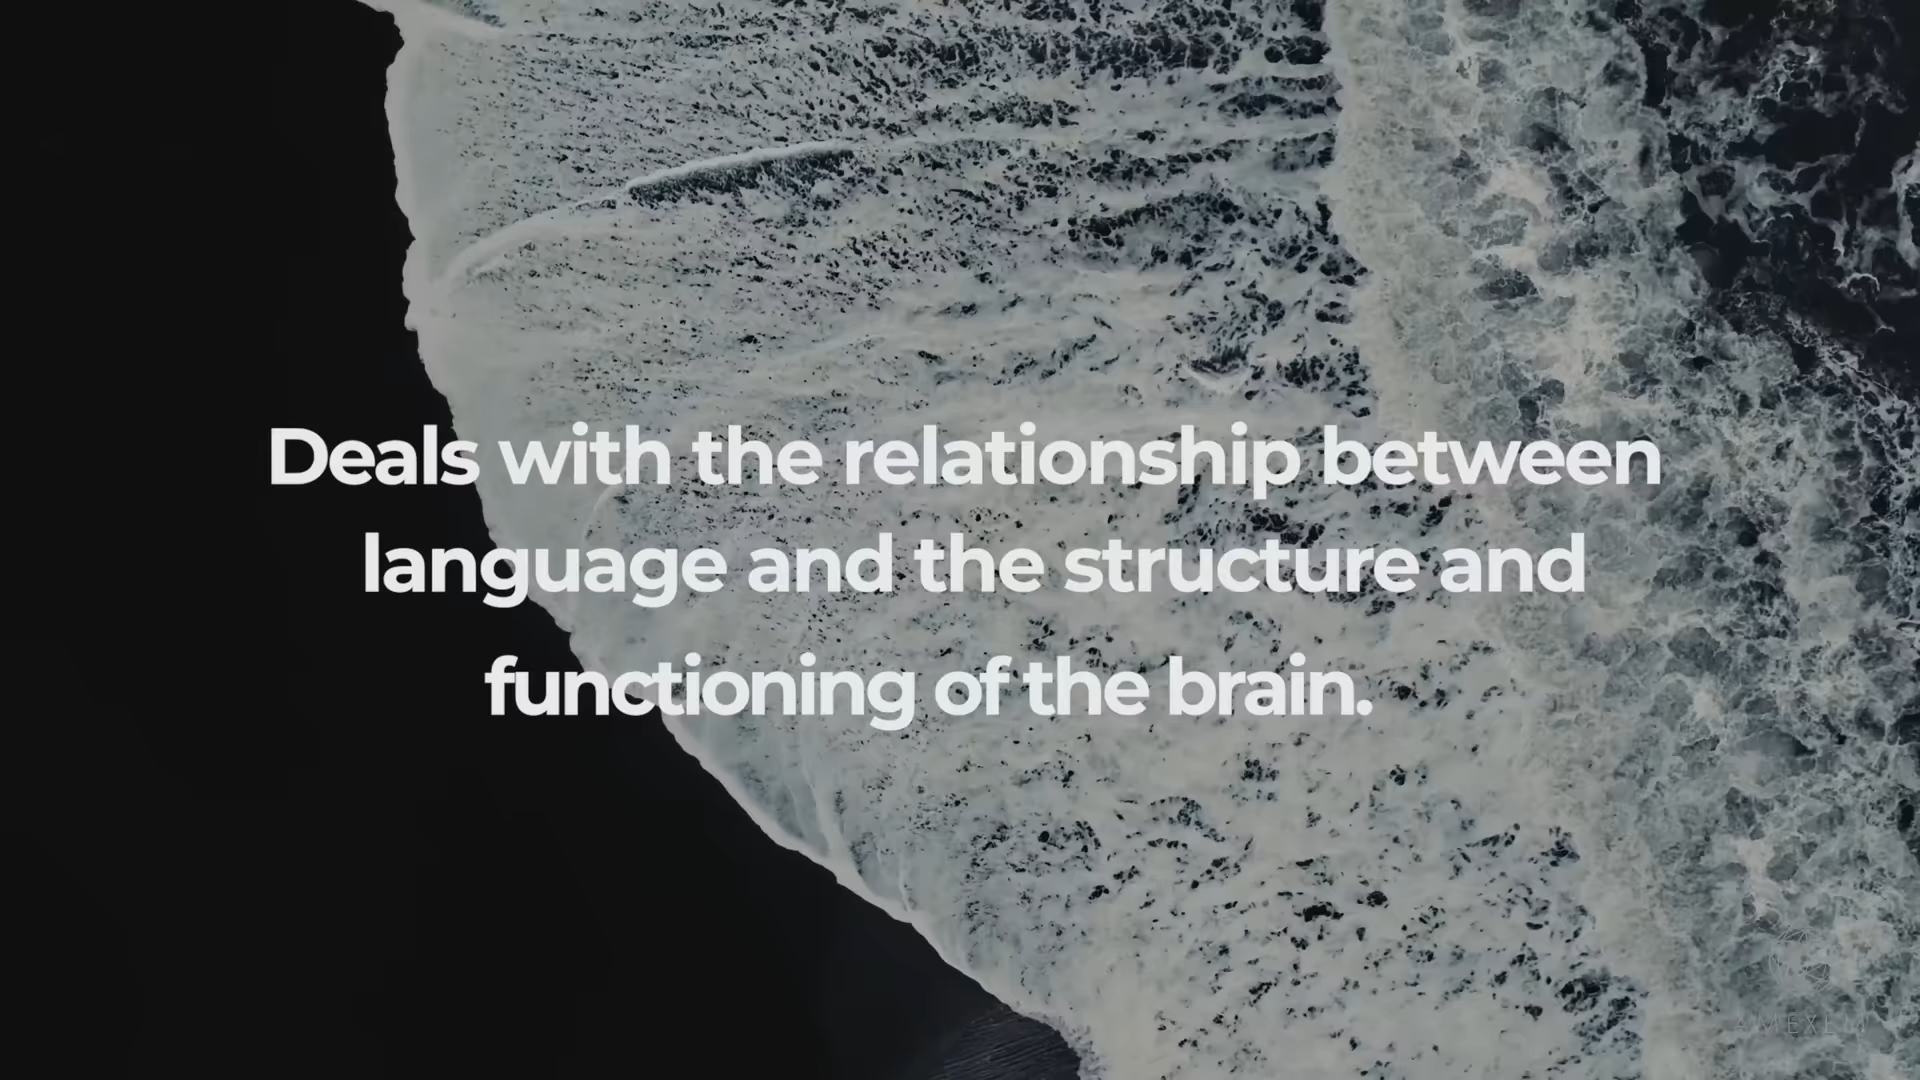 Deals with the relationship between
language and the structure and
functioning of the brain.